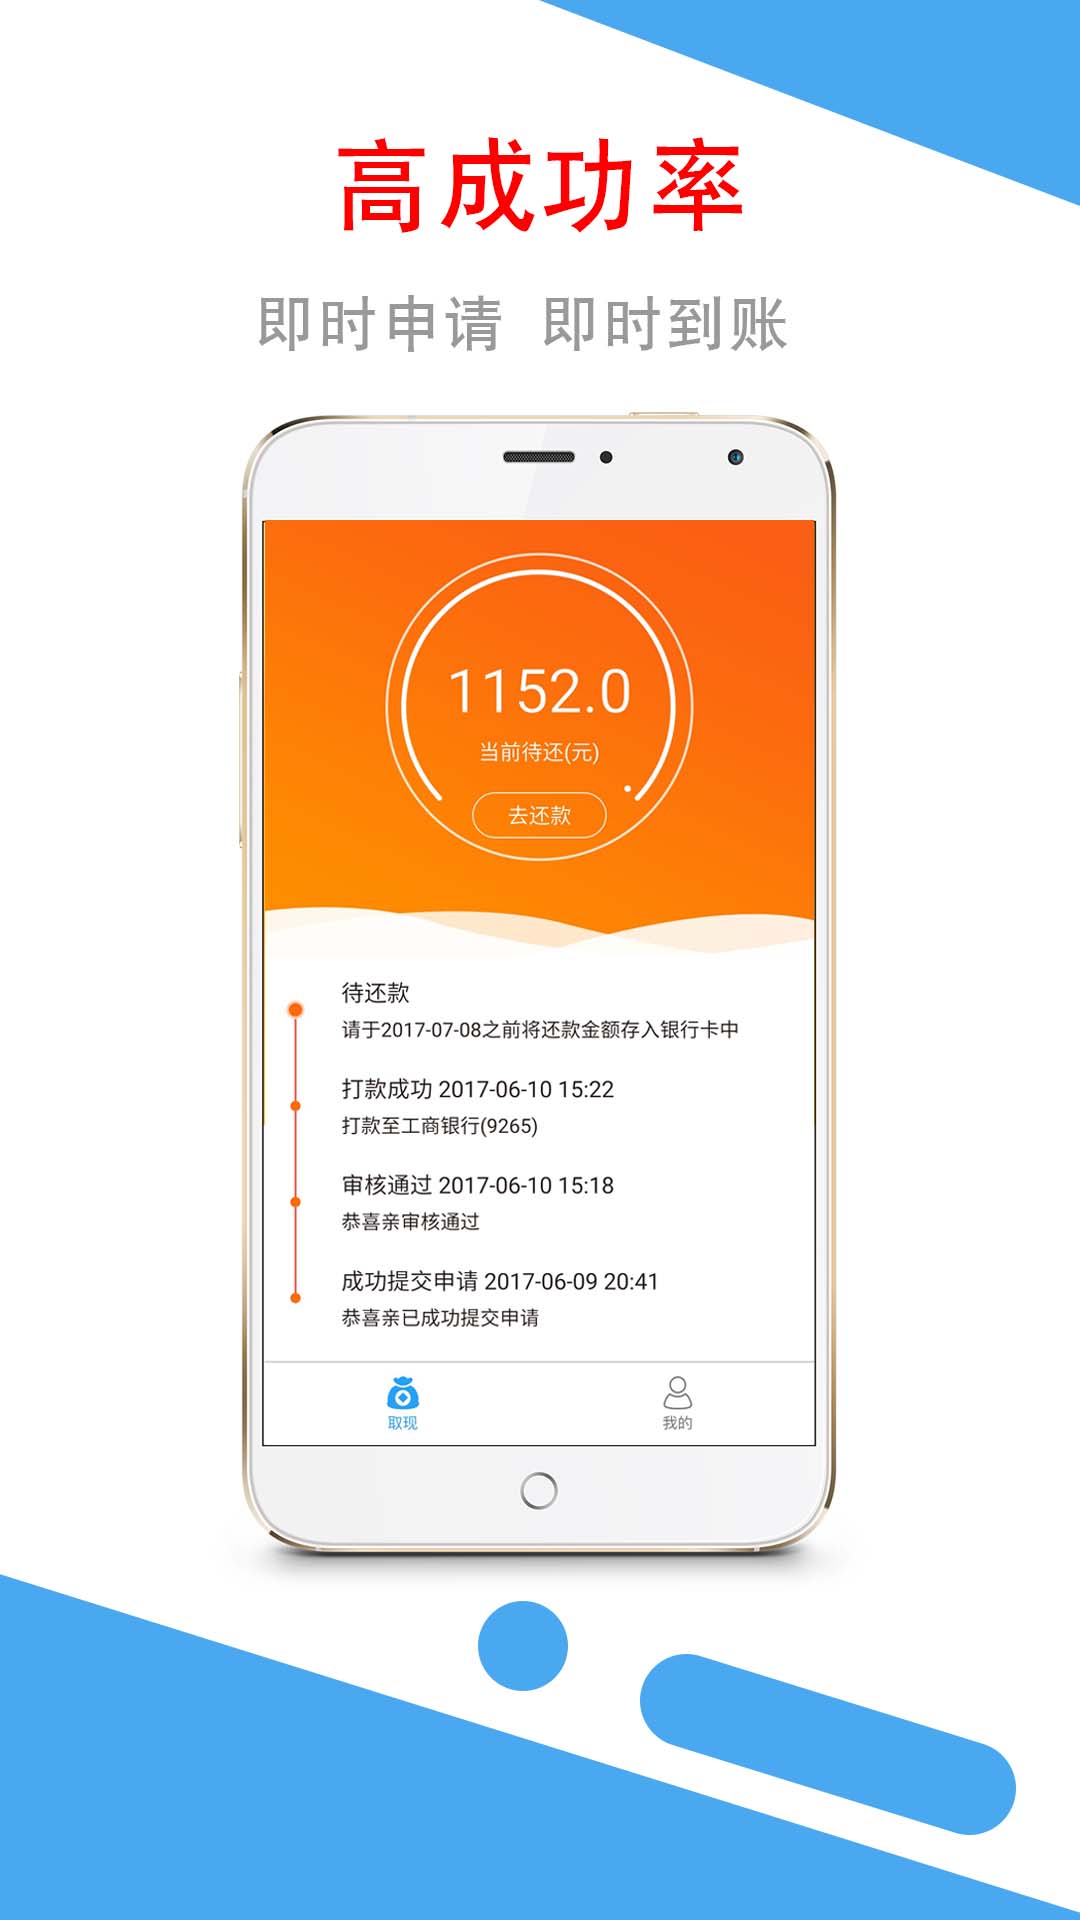 高成功率
即时申请 即时到账
1152.0
当前待还(元)
去还款
待还款
请于2017-07-08之前将还款金额存入银行卡中
打款成功 2017-06-10 15:22
打款至工商银行(9265)
审核通过 2017-06-10 15:18
恭喜亲审核通过
成功提交申请 2017-06-09 20:41
恭喜亲已成功提交申请
取现
我的